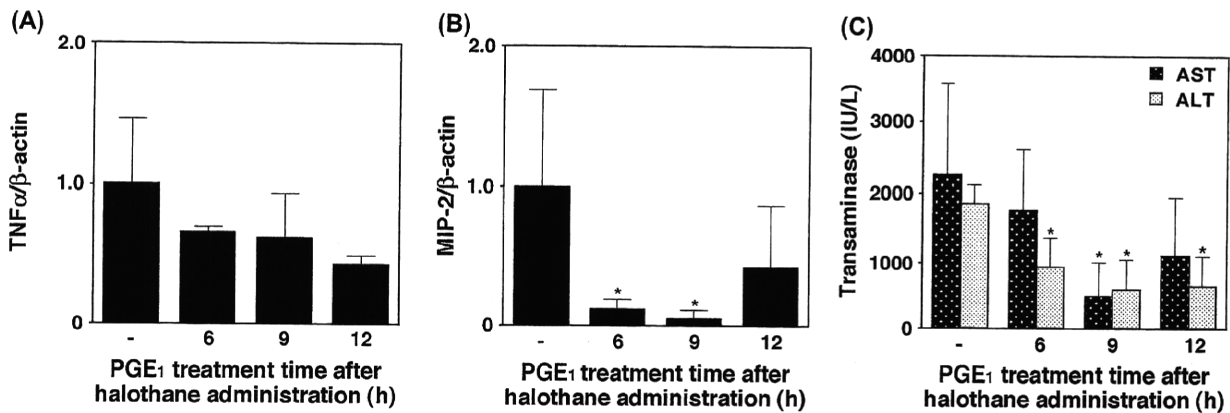 (A)
2.0
1.0
0
TNFα/β-actin
- 6 9 12
PGE₁ treatment time after
halothane administration (h)
(B)
2.0
1.0
0
MIP-2/β-actin
* *
- 6 9 12
PGE₁ treatment time after
halothane administration (h)
(C)
4000
3000
2000
1000
0
Transaminase (IU/L)
AST
ALT
* * * *
- 6 9 12
PGE₁ treatment time after
halothane administration (h)